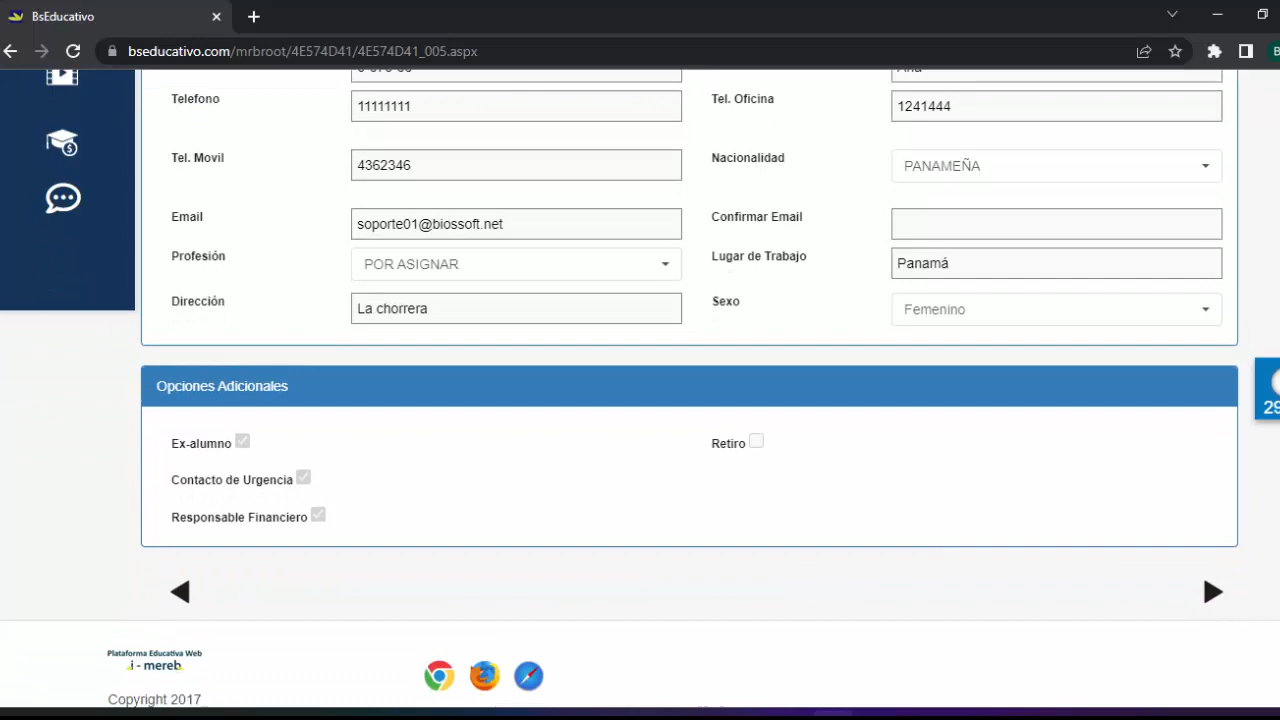 BsEducativo
bseducativo.com/mrbroot/4E574D41/4E574D41_005.aspx
Telefono 11111111 Tel. Oficina 1241444
Tel. Movil 4362346 Nacionalidad PANAMEÑA
Email soporte01@biossoft.net Confirmar Email
Profesión POR ASIGNAR Lugar de Trabajo Panamá
Dirección La chorrera Sexo Femenino
Opciones Adicionales
29
Ex-alumno Retiro
Contacto de Urgencia
Responsable Financiero
Plataforma Educativa Web
i - mereb
Copyright 2017